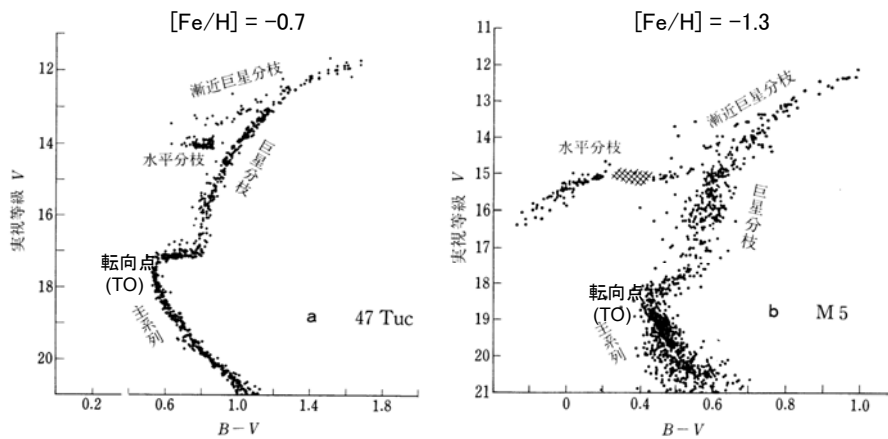 [Fe/H] = −0.7
12
13
14
15
16
17
18
19
20
実視等級 V
漸近巨星分枝
水平分枝
巨星分枝
転向点
(TO)
主系列
a 47 Tuc
0.2 0.6 1.0 1.4 1.8
B − V
[Fe/H] = −1.3
11
12
13
14
15
16
17
18
19
20
21
実視等級 V
漸近巨星分枝
水平分枝
巨星分枝
転向点
(TO)
主系列
b M 5
0 0.2 0.4 0.6 0.8 1.0
B − V